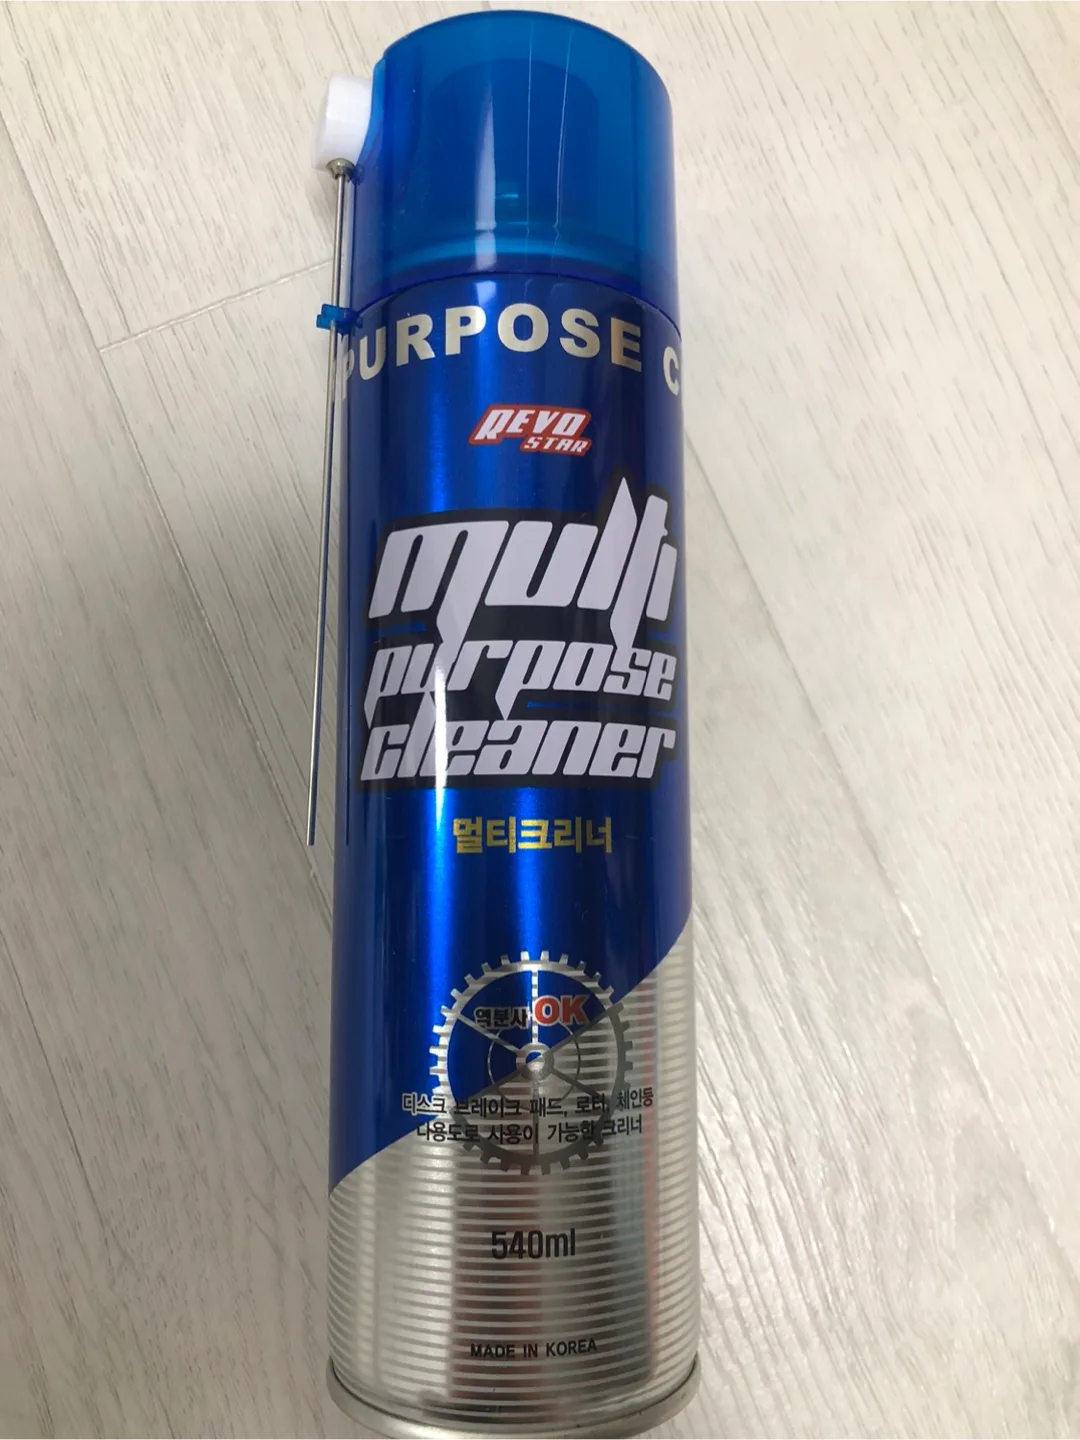 PURPOSE C
REVO
STAR
multi
purpose
cleaner
멀티크리너
역분사OK
디스크 브레이크 패드, 로터, 체인등
다용도로 사용이 가능한 크리너
540ml
MADE IN KOREA